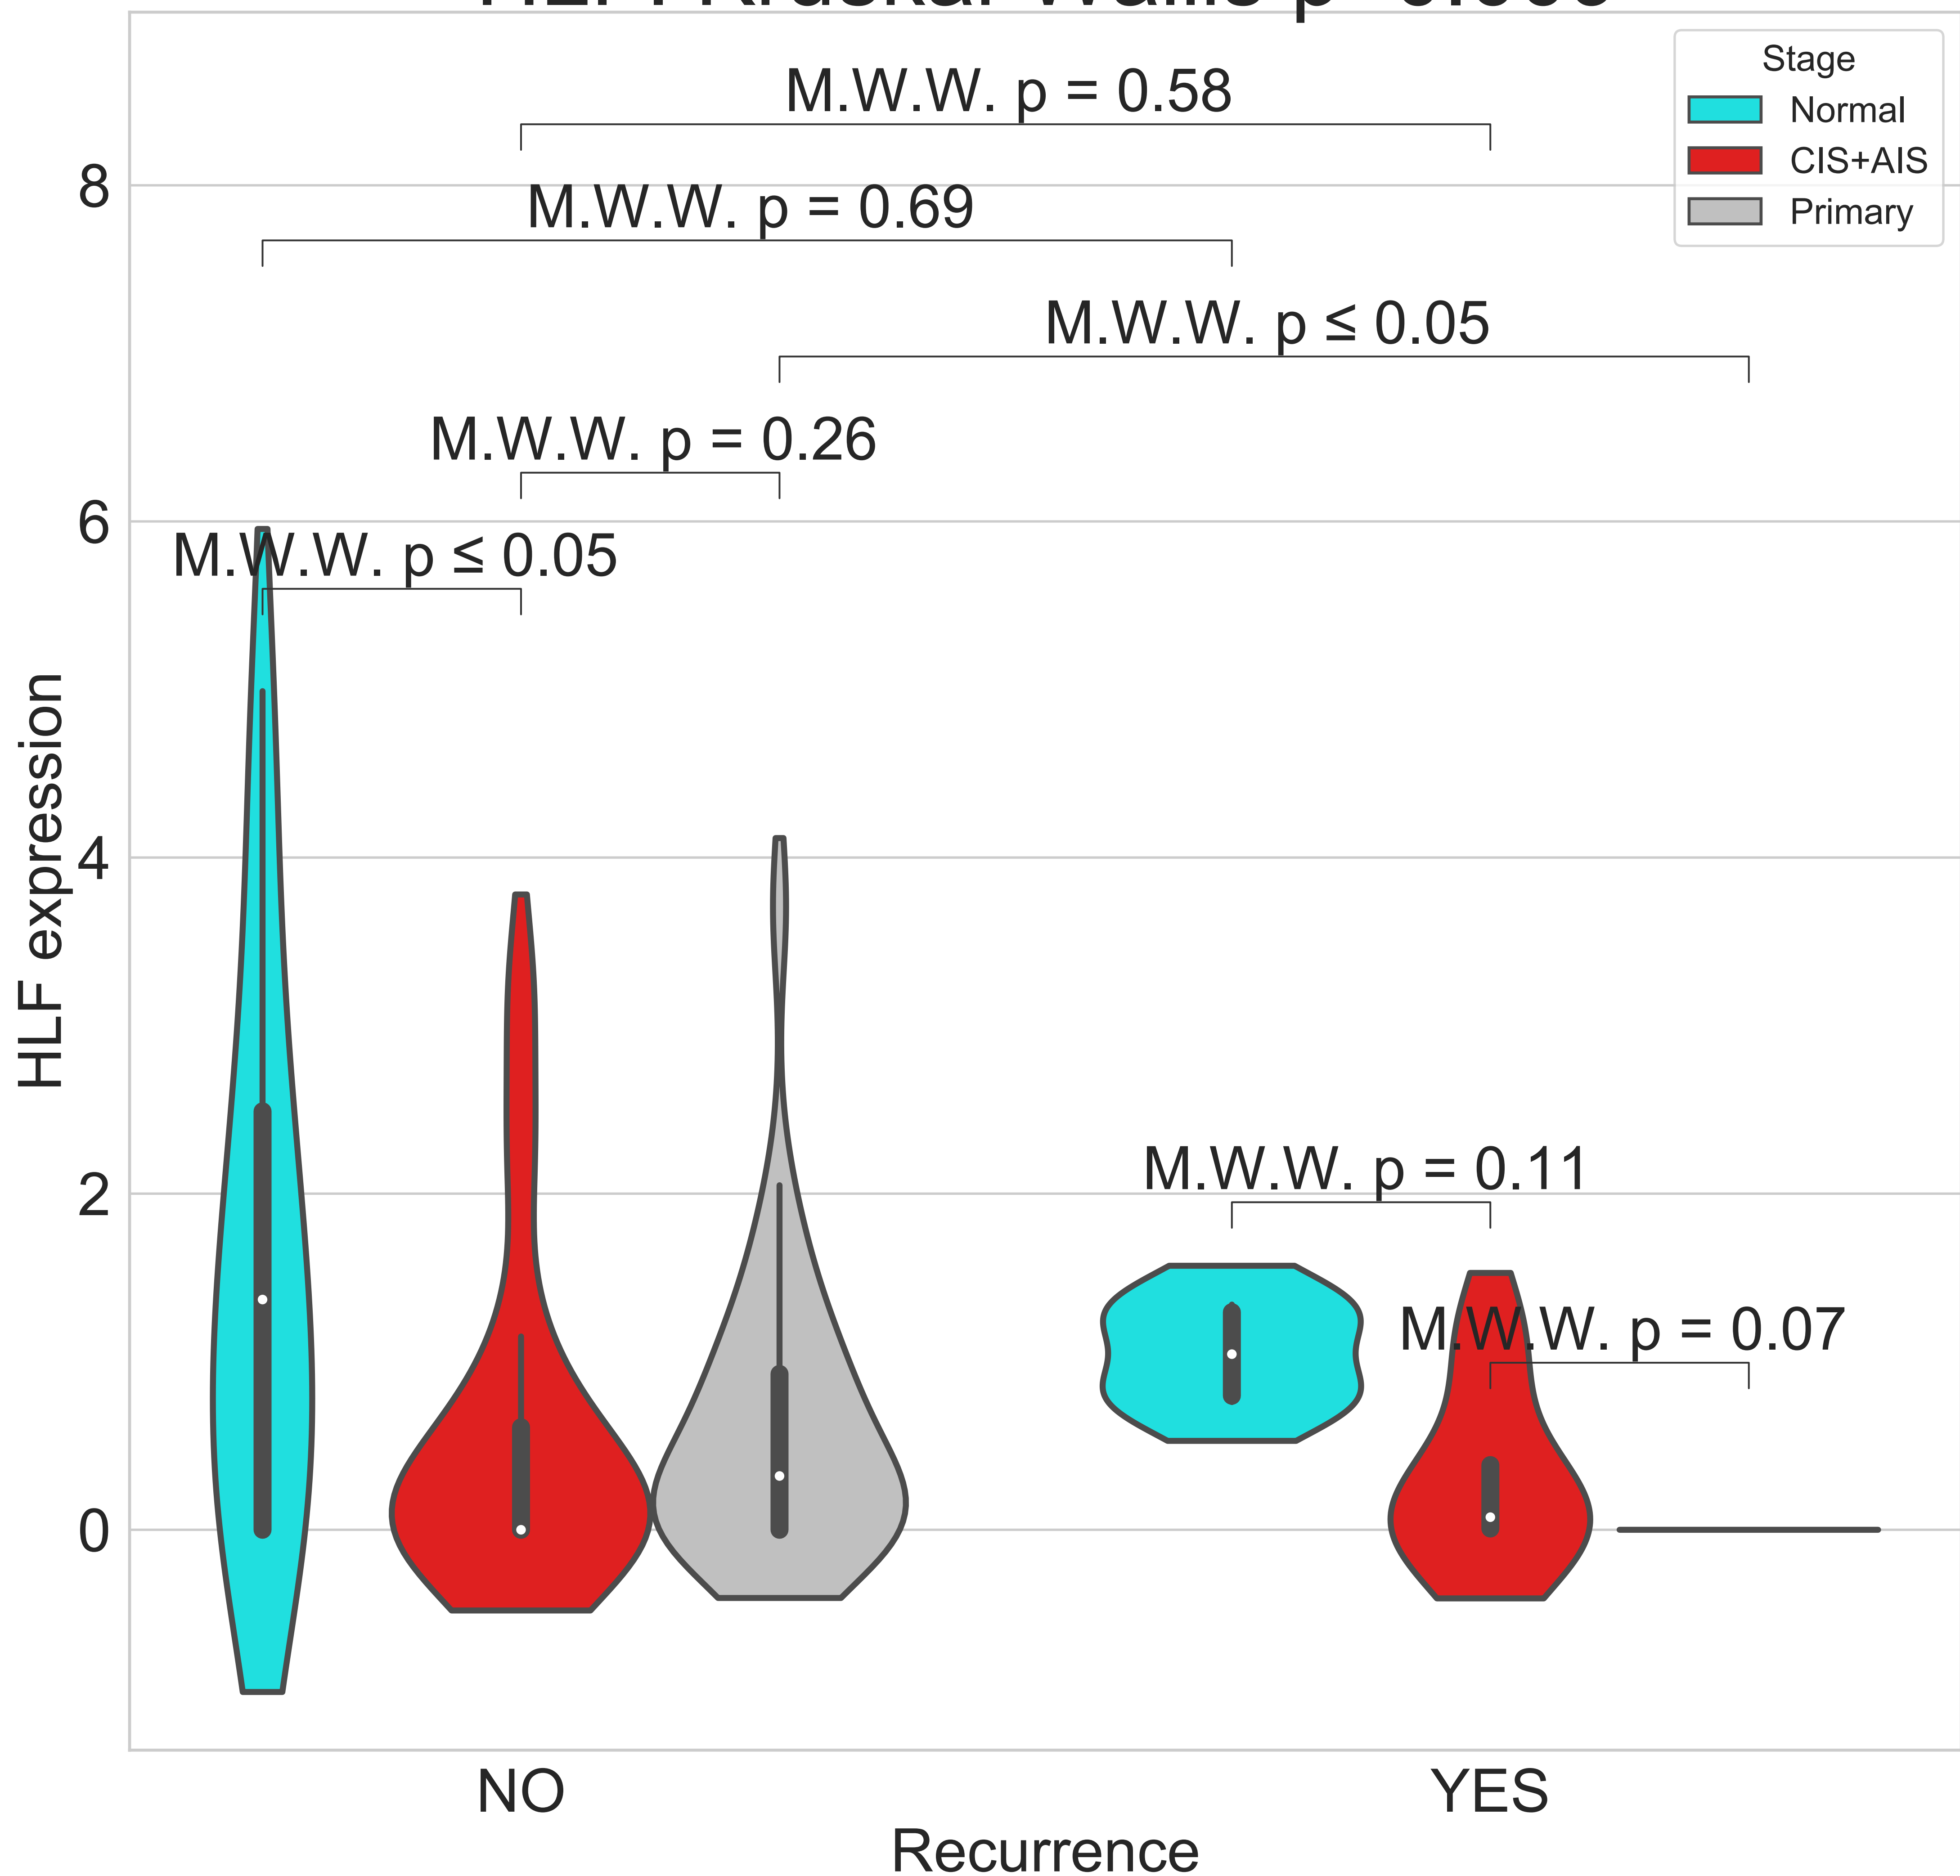 Stage
Normal
CIS+AIS
Primary
M.W.W. p = 0.58
M.W.W. p = 0.69
M.W.W. p ≤ 0.05
M.W.W. p = 0.26
M.W.W. p ≤ 0.05
M.W.W. p = 0.11
M.W.W. p = 0.07
8
6
4
2
0
HLF expression
NO
YES
Recurrence